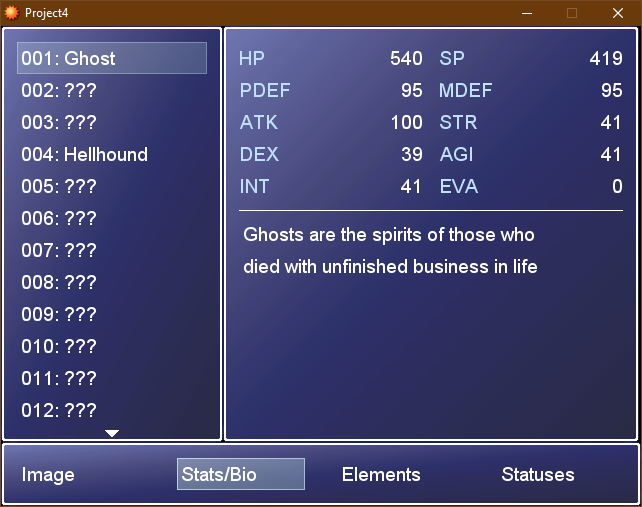 Project4
001: Ghost
002: ???
003: ???
004: Hellhound
005: ???
006: ???
007: ???
008: ???
009: ???
010: ???
011: ???
012: ???
HP 540 SP 419
PDEF 95 MDEF 95
ATK 100 STR 41
DEX 39 AGI 41
INT 41 EVA 0
Ghosts are the spirits of those who
died with unfinished business in life
Image Stats/Bio Elements Statuses